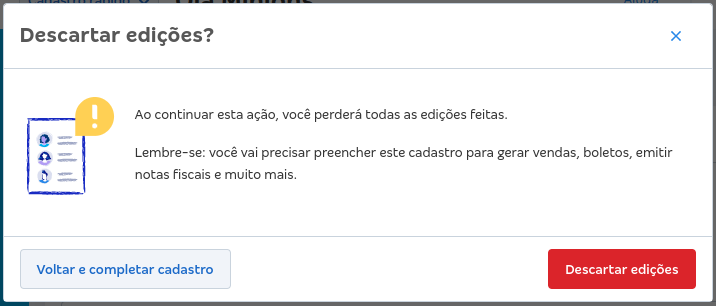 Descartar edições?
Ao continuar esta ação, você perderá todas as edições feitas.
Lembre-se: você vai precisar preencher este cadastro para gerar vendas, boletos, emitir
notas fiscais e muito mais.
Voltar e completar cadastro
Descartar edições